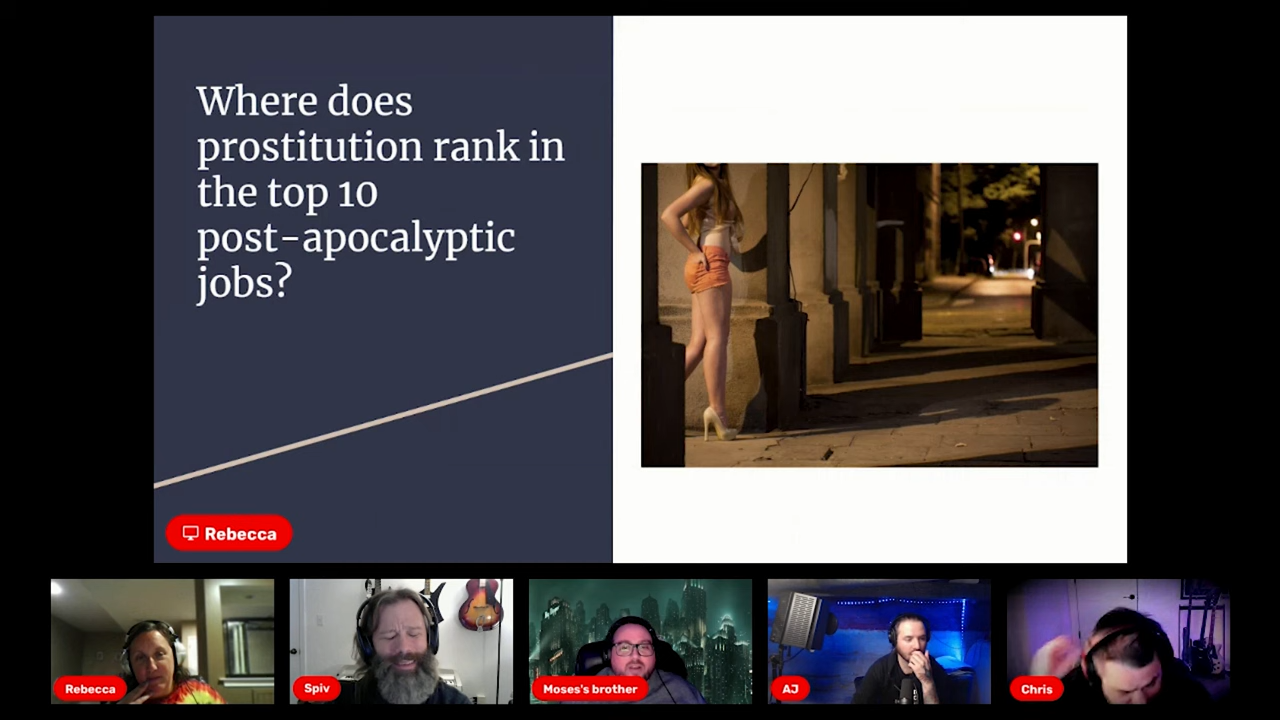 Where does
prostitution rank in
the top 10
post-apocalyptic
jobs?
Rebecca
Rebecca
Spiv
Moses's brother
AJ
Chris